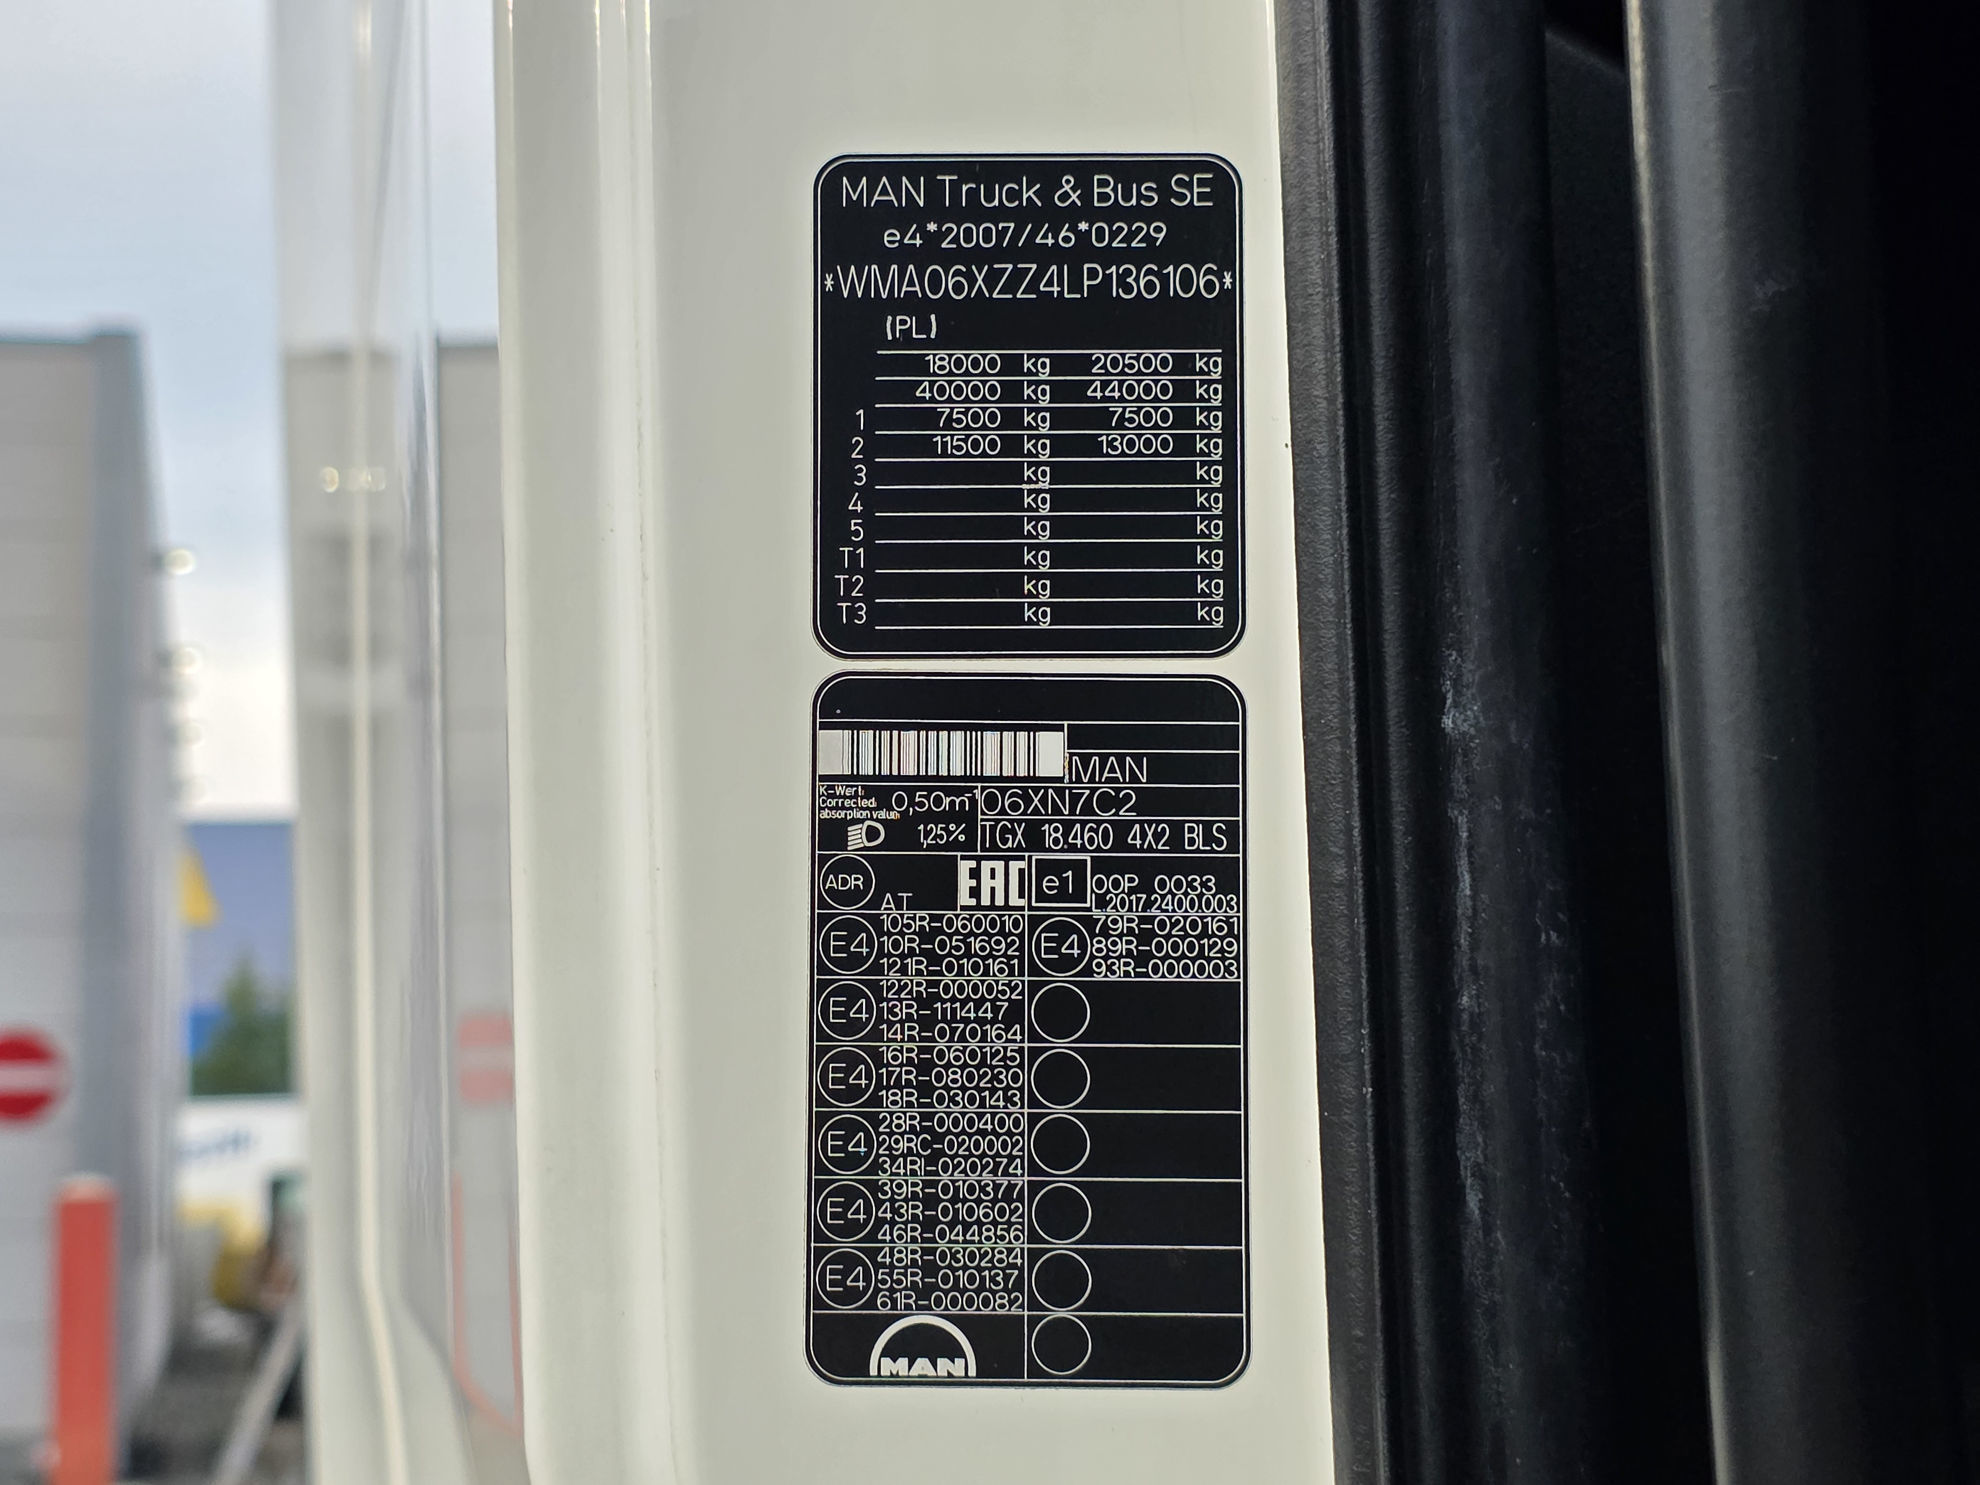 MAN Truck & Bus SE
e4*2007/46*0229
*WMA06XZZ4LP136106*
(PL)
18000 kg 20500 kg
40000 kg 44000 kg
1 7500 kg 7500 kg
2 11500 kg 13000 kg
3 kg kg
4 kg kg
5 kg kg
T1 kg kg
T2 kg kg
T3 kg kg
MAN
K-Wert:
Corrected
absorption value:
0,50m-1
06XN7C2
1,25%
TGX 18.460 4X2 BLS
ADR
AT
EAC
e1
00P 0033
L.2017.2400.003
E4
105R-060010
10R-051692
121R-010161
E4
79R-020161
89R-000129
93R-000003
E4
122R-000052
13R-111447
14R-070164
E4
16R-060125
17R-080230
18R-030143
E4
28R-000400
29RC-020002
34RI-020274
E4
39R-010377
43R-010602
46R-044856
E4
48R-030284
55R-010137
61R-000082
MAN